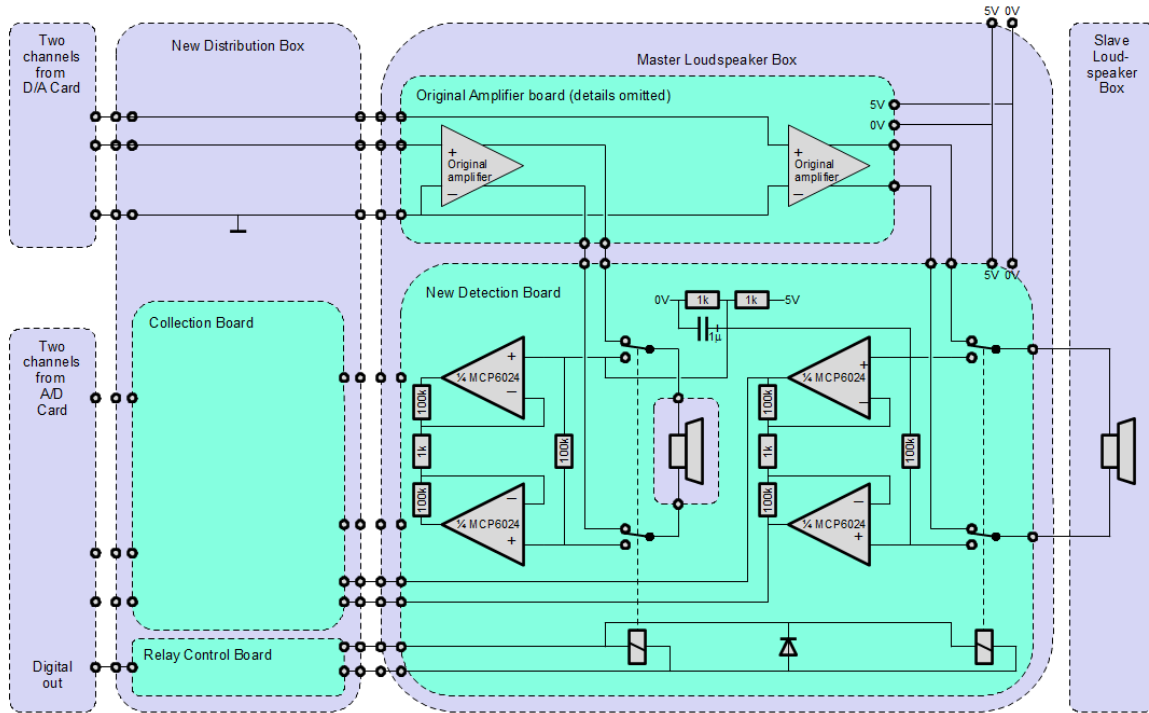 5V 0V
Two
channels
from
D/A Card
New Distribution Box
Master Loudspeaker Box
Slave
Loud-
speaker
Box
Original Amplifier board (details omitted)
5V
0V
+
Original
amplifier
−
+
Original
amplifier
−
5V 0V
New Detection Board
0V
1k
1k
5V
1µ
Collection Board
Two
channels
from
A/D
Card
+
¼ MCP6024
−
100k
1k
100k
100k
−
¼ MCP6024
+
+
¼ MCP6024
−
100k
1k
100k
100k
−
¼ MCP6024
+
Relay Control Board
Digital
out